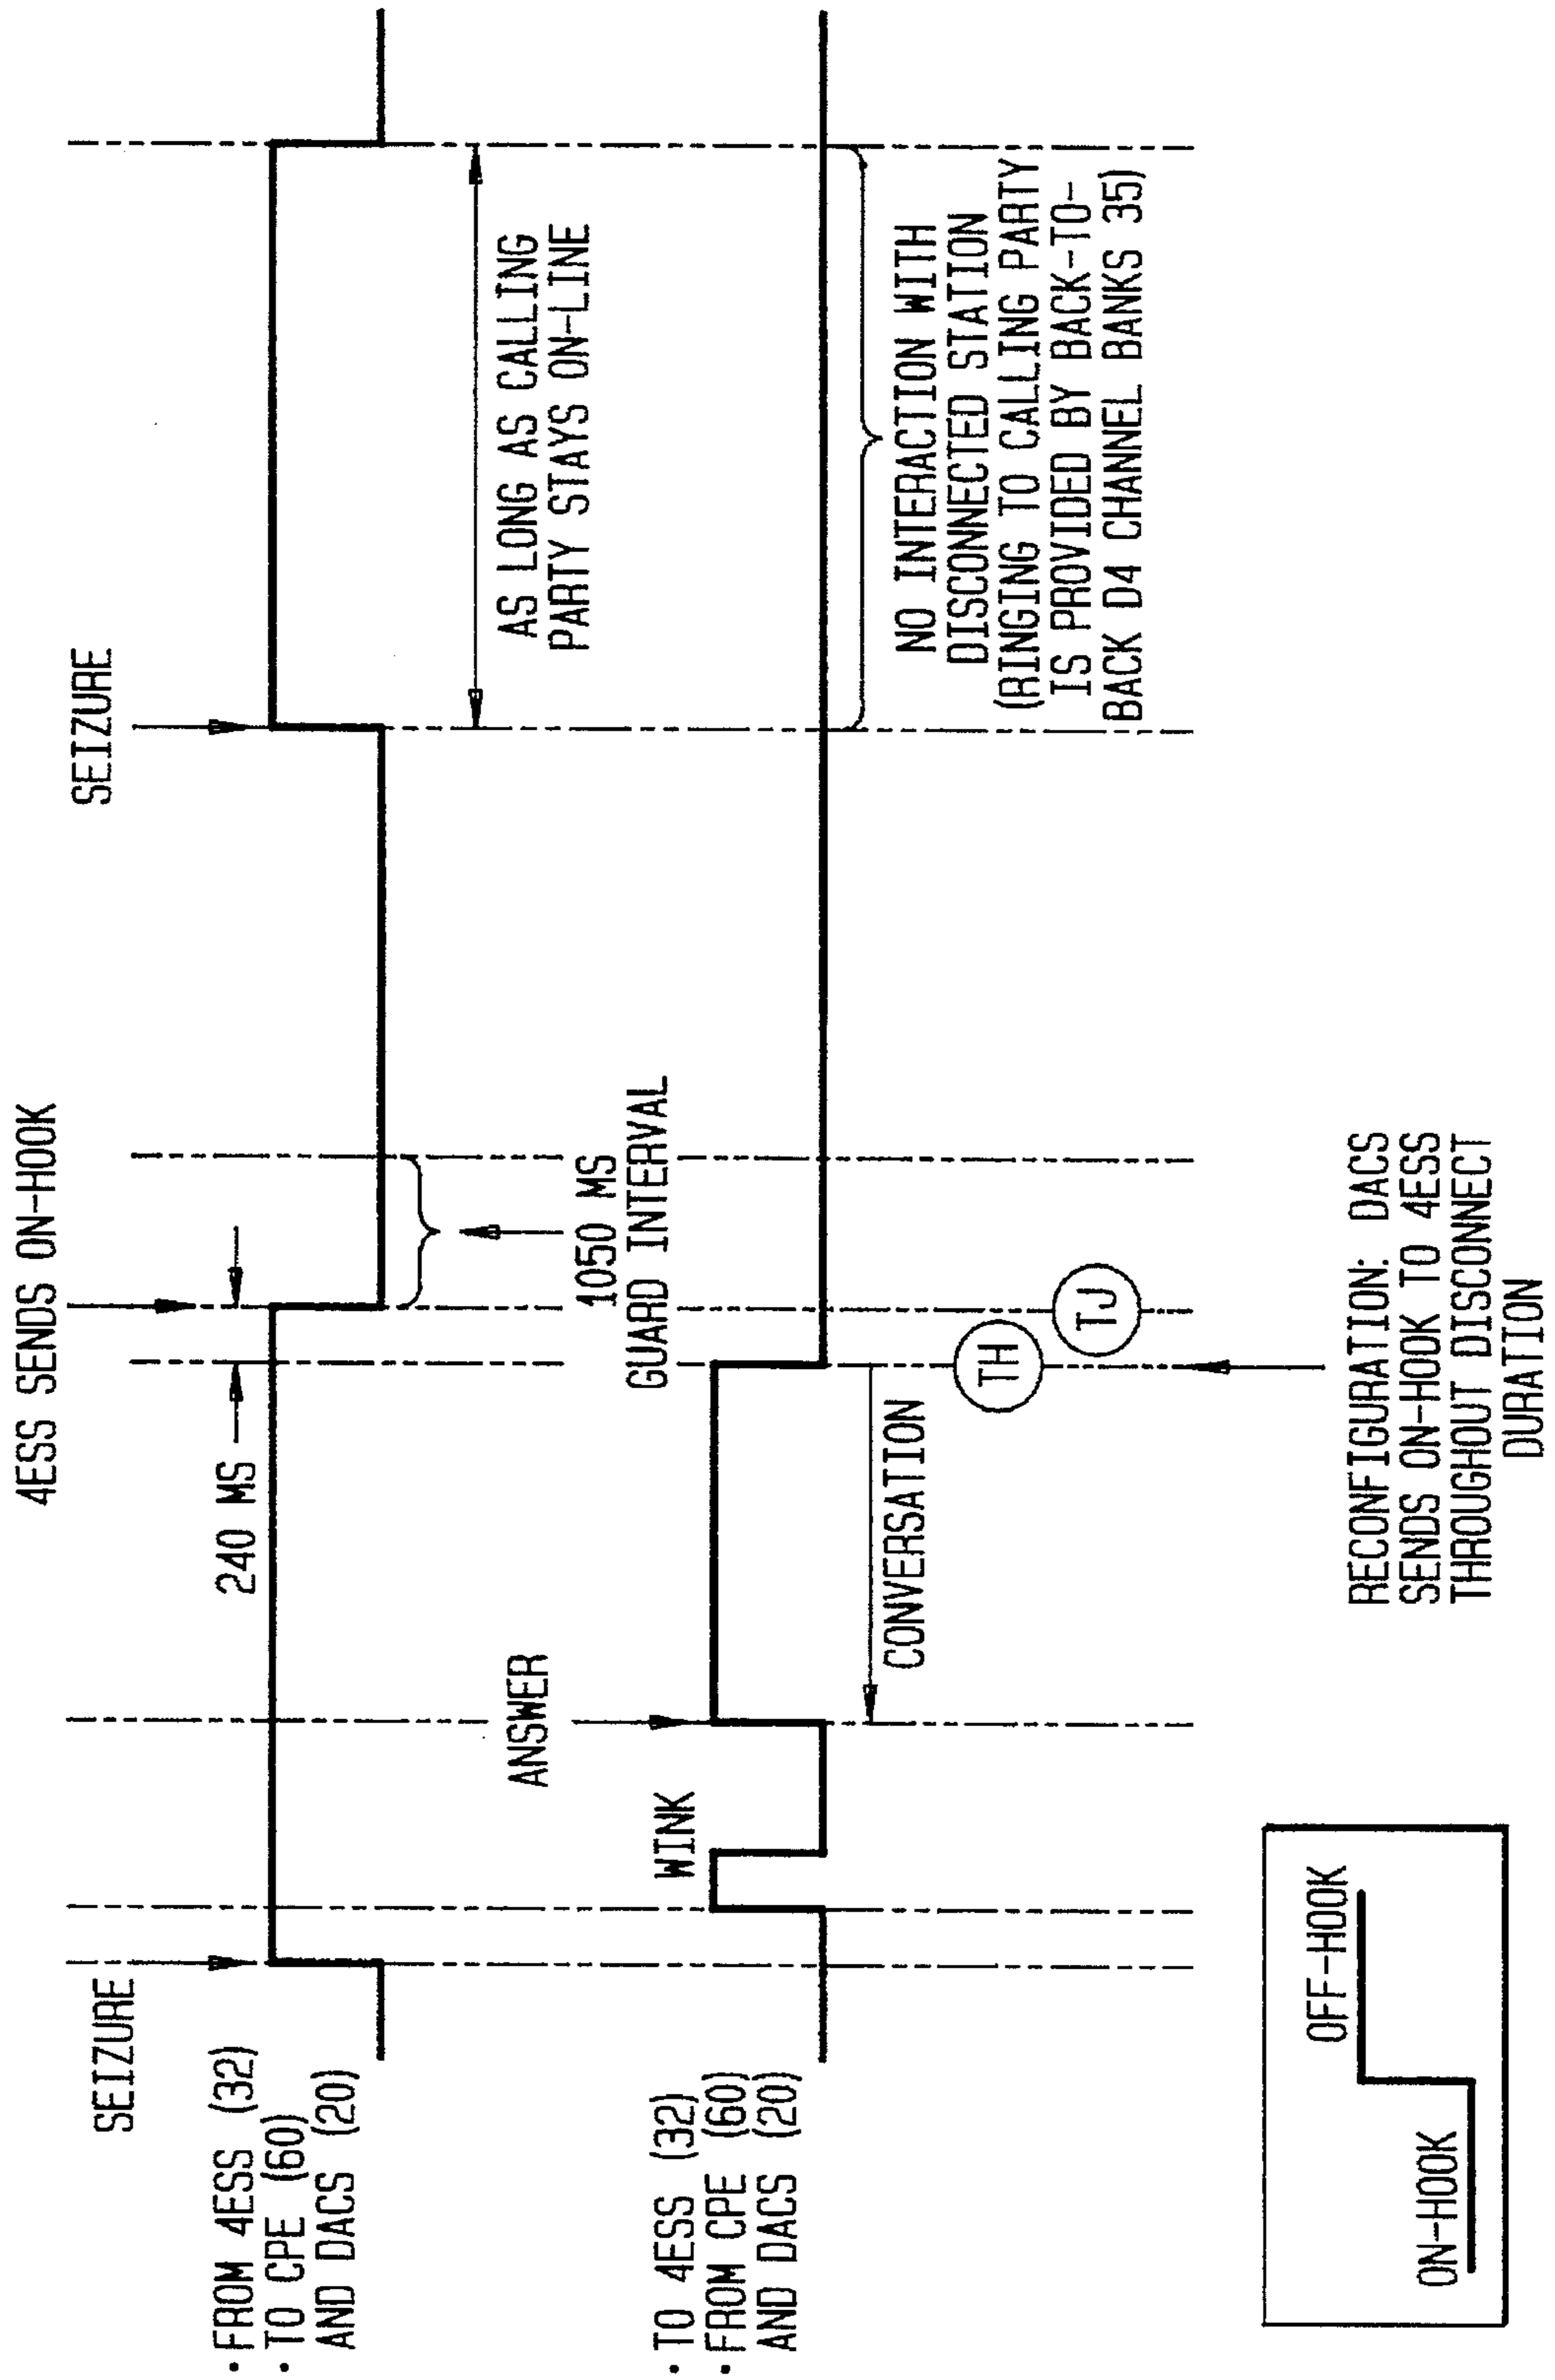 4ESS SENDS ON-HOOK
SEIZURE
SEIZURE
• FROM 4ESS (32)
• TO CPE (60)
AND DACS (20)
240 MS
AS LONG AS CALLING
PARTY STAYS ON-LINE
ANSWER
1050 MS
GUARD INTERVAL
WINK
• TO 4ESS (32)
• FROM CPE (60)
AND DACS (20)
CONVERSATION
NO INTERACTION WITH
DISCONNECTED STATION
(RINGING TO CALLING PARTY
IS PROVIDED BY BACK-TO-
BACK D4 CHANNEL BANKS 35)
TH
TJ
OFF-HOOK
ON-HOOK
RECONFIGURATION: DACS
SENDS ON-HOOK TO 4ESS
THROUGHOUT DISCONNECT
DURATION